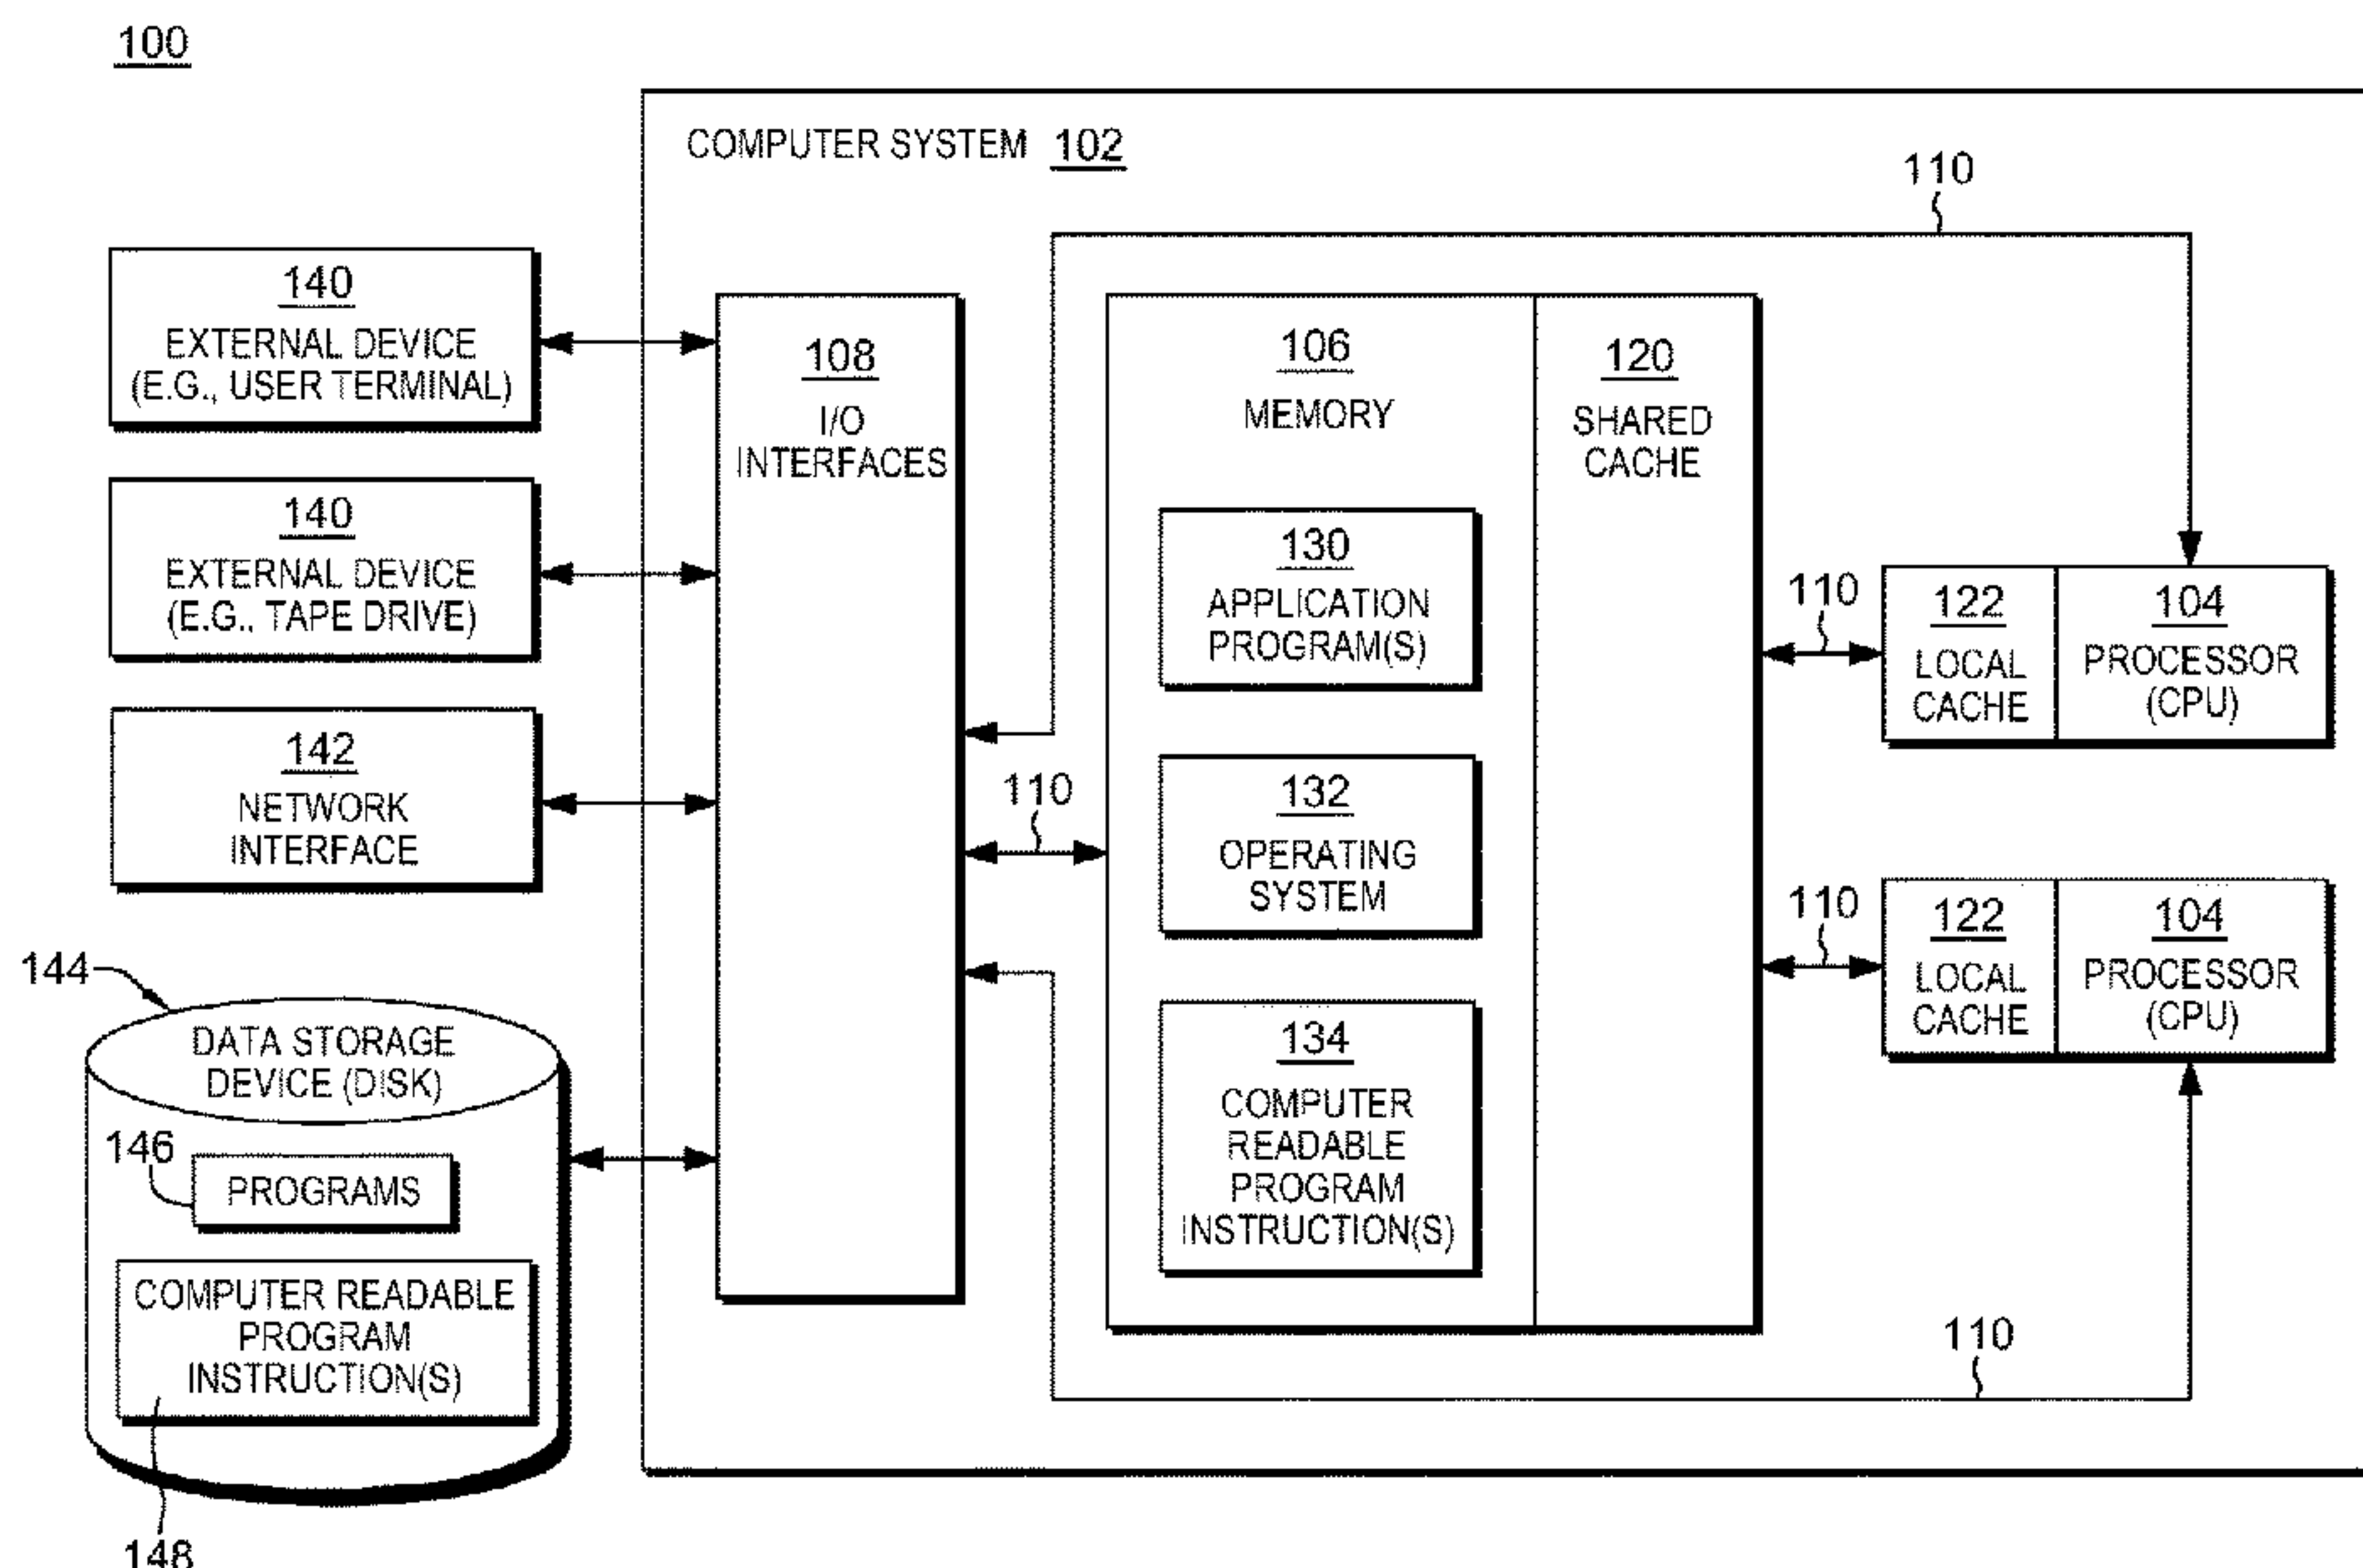 100
COMPUTER SYSTEM 102
110
140
EXTERNAL DEVICE
(E.G., USER TERMINAL)
140
EXTERNAL DEVICE
(E.G., TAPE DRIVE)
142
NETWORK
INTERFACE
144
DATA STORAGE
DEVICE (DISK)
146
PROGRAMS
COMPUTER READABLE
PROGRAM
INSTRUCTION(S)
148
108
I/O
INTERFACES
110
106
MEMORY
130
APPLICATION
PROGRAM(S)
132
OPERATING
SYSTEM
134
COMPUTER
READABLE
PROGRAM
INSTRUCTION(S)
120
SHARED
CACHE
110
122
LOCAL
CACHE
104
PROCESSOR
(CPU)
110
122
LOCAL
CACHE
104
PROCESSOR
(CPU)
110